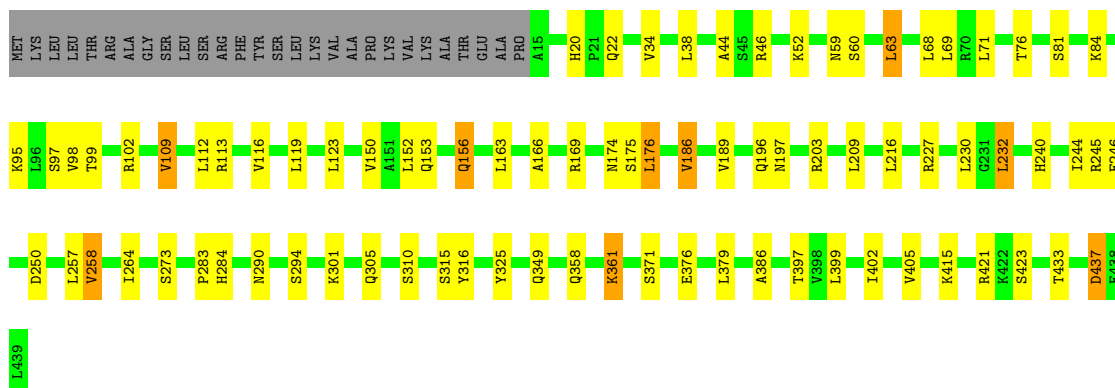 MET LYS LEU LEU THR ARG ALA GLY SER LEU SER ARG PHE TYR SER LEU LYS VAL ALA PRO LYS VAL LYS ALA THR GLU ALA PRO A15 H20 P21 Q22 V34 L38 A44 S45 R46 K52 N59 S60 L63 L68 L69 R70 L71 T76 S81 K84
K95 L96 S97 V98 T99 R102 V109 L112 R113 V116 L119 L123 V150 A151 L152 Q153 Q156 L163 A166 R169 N174 S175 L176 V186 V189 Q196 N197 R203 L209 L216 R227 L230 G231 L232 H240 I244 R245 E246
D250 L257 V258 I264 S273 P283 H284 N290 S294 K301 Q305 S310 S315 Y316 Y325 Q349 Q358 K361 S371 E376 L379 A386 T397 V398 L399 I402 V405 K415 R421 K422 S423 T433 D437 E438
L439